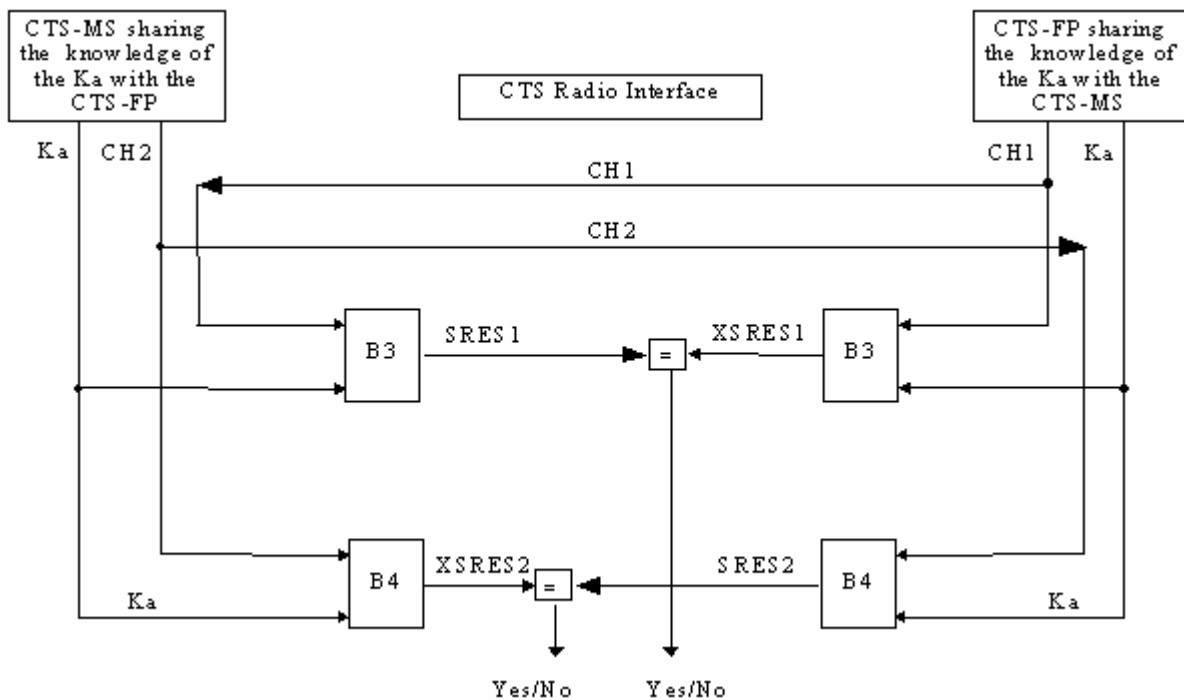 CTS-MS sharing
the knowledge of
the Ka with the
CTS-FP
CTS Radio Interface
CTS-FP sharing
the knowledge of
the Ka with the
CTS-MS
Ka
CH2
CH1
Ka
CH1
CH2
B3
SRES1
=
XSRES1
B3
B4
XSRES2
=
SRES2
B4
Ka
Ka
Yes/No
Yes/No